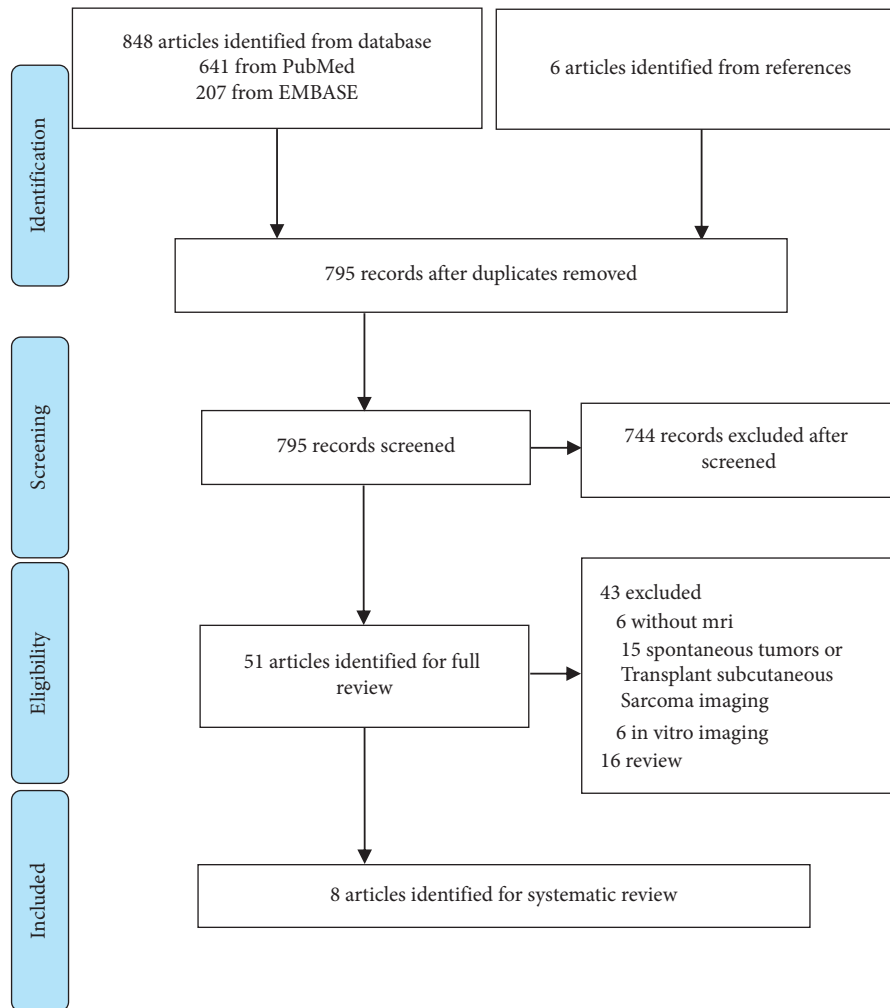 848 articles identified from database
641 from PubMed
207 from EMBASE
6 articles identified from references
Identification
795 records after duplicates removed
Screening
795 records screened
744 records excluded after
screened
Eligibility
51 articles identified for full
review
43 excluded
6 without mri
15 spontaneous tumors or
Transplant subcutaneous
Sarcoma imaging
6 in vitro imaging
16 review
Included
8 articles identified for systematic review